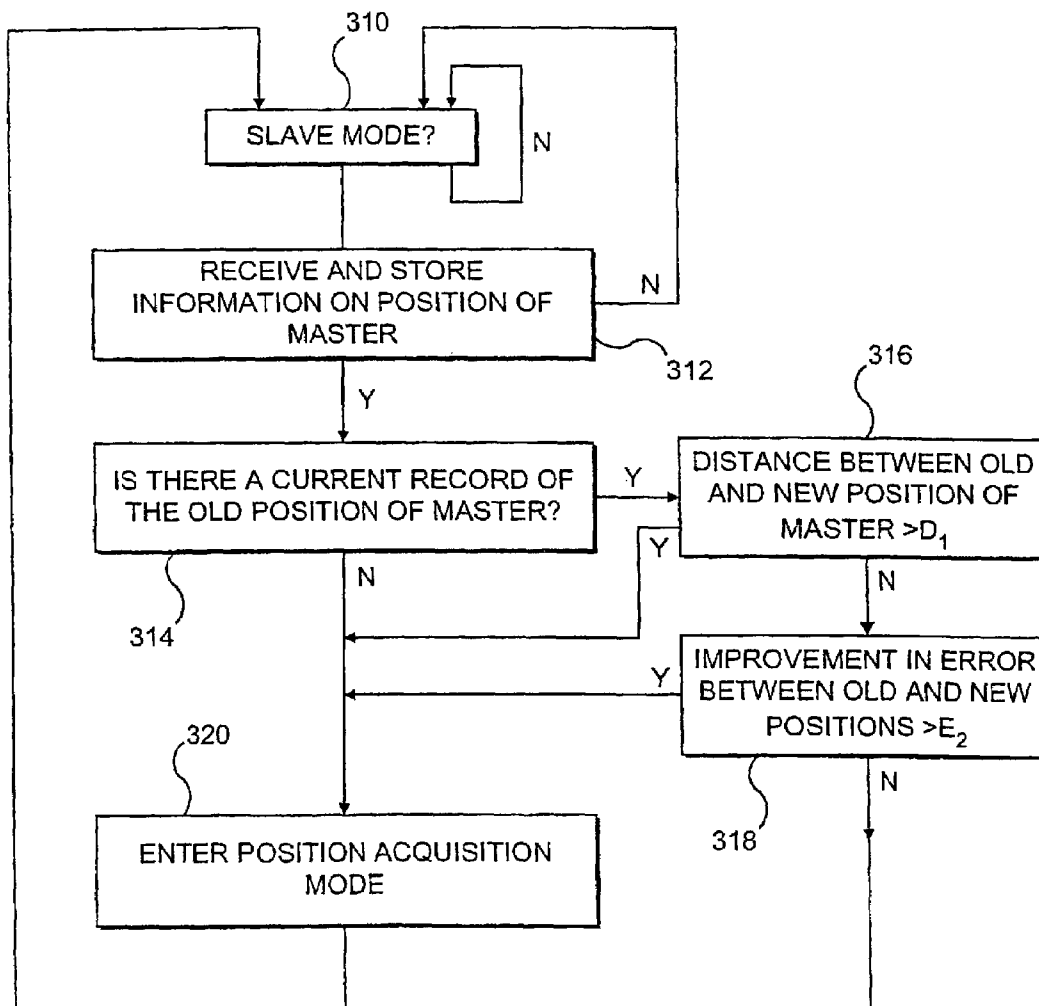 310
SLAVE MODE?
N
RECEIVE AND STORE
INFORMATION ON POSITION OF
MASTER
N
312
Y
316
IS THERE A CURRENT RECORD OF
THE OLD POSITION OF MASTER?
Y
DISTANCE BETWEEN OLD
AND NEW POSITION OF
MASTER >D₁
Y
N
N
314
IMPROVEMENT IN ERROR
BETWEEN OLD AND NEW
POSITIONS >E₂
Y
N
318
320
ENTER POSITION ACQUISITION
MODE